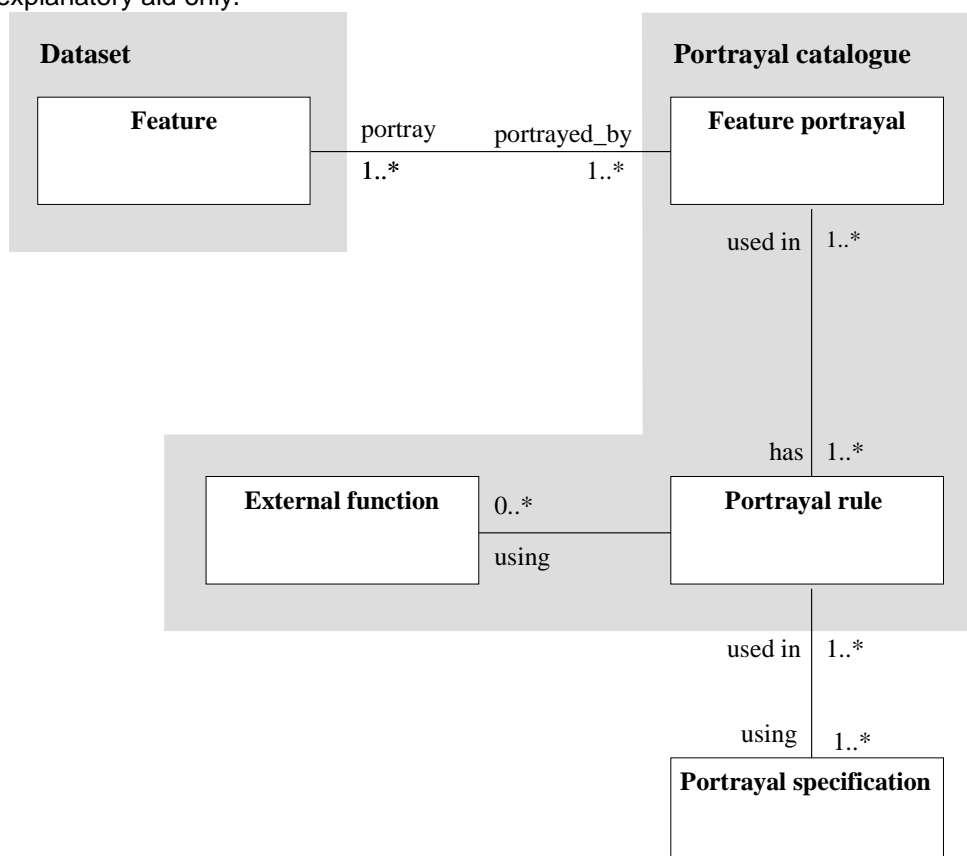 explanatory aid only.
Dataset
Portrayal catalogue
Feature
portray
portrayed_by
Feature portrayal
1..*
1..*
used in
1..*
has
1..*
External function
0..*
using
Portrayal rule
used in
1..*
using
1..*
Portrayal specification